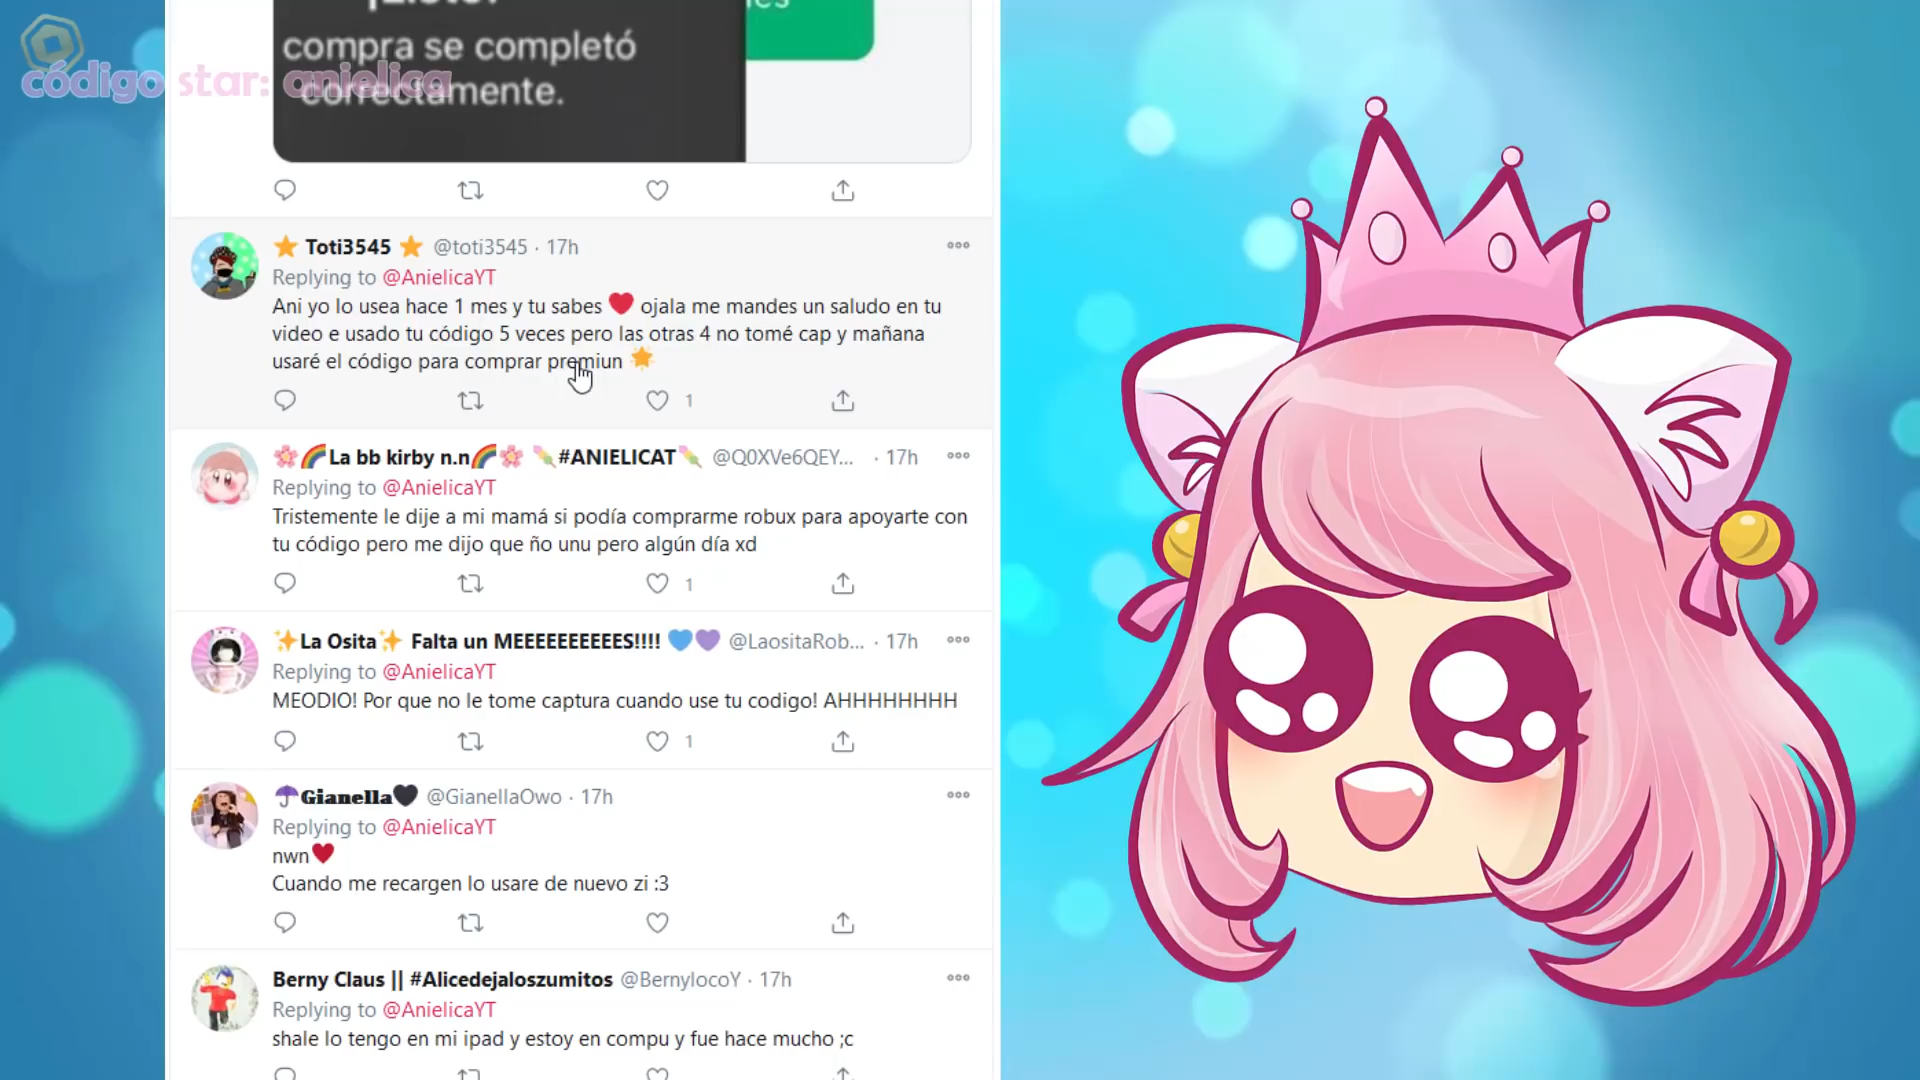 compra se completó
correctamente.
código star: anielica
Toti3545 @toti3545 · 17h
Replying to @AnielicaYT
Ani yo lo usea hace 1 mes y tu sabes ojala me mandes un saludo en tu
video e usado tu código 5 veces pero las otras 4 no tomé cap y mañana
usaré el código para comprar premiun
1
La bb kirby n.n #ANIELICAT @Q0XVe6QEY... · 17h
Replying to @AnielicaYT
Tristemente le dije a mi mamá si podía comprarme robux para apoyarte con
tu código pero me dijo que ño unu pero algún día xd
1
La Osita Falta un MEEEEEEEEEES!!!! @LaositaRob... · 17h
Replying to @AnielicaYT
MEODIO! Por que no le tome captura cuando use tu codigo! AHHHHHHHH
1
Gianella @GianellaOwo · 17h
Replying to @AnielicaYT
nwn
Cuando me recargen lo usare de nuevo zi :3
Berny Claus || #Alicedejaloszumitos @BernylocoY · 17h
Replying to @AnielicaYT
shale lo tengo en mi ipad y estoy en compu y fue hace mucho ;c